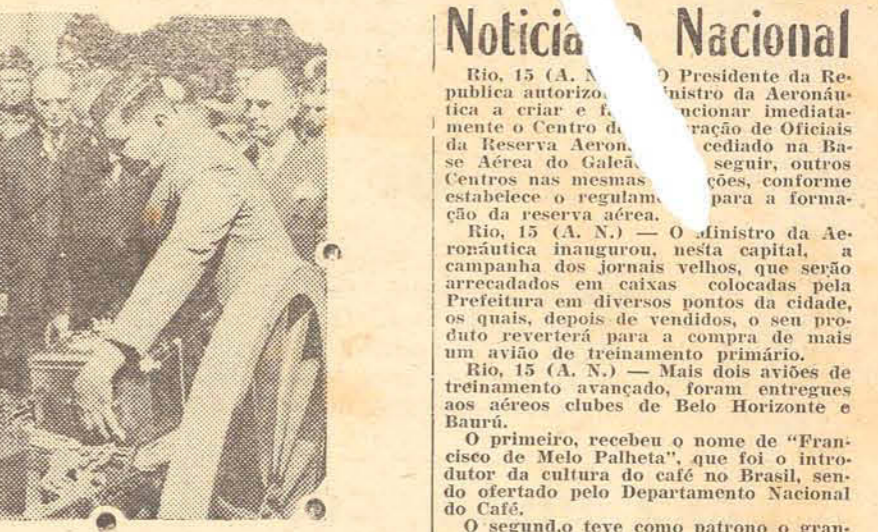 Noticia Nacional
Rio, 15 (A. N O Presidente da Re-
publica autorizo inistro da Aeronáu-
tica a criar e f ncionar imediata-
mente o Centro d ração de Oficiais
da Reserva Aeron cediado na Ba-
se Aérea do Galeã seguir, outros
Centros nas mesmas ções, conforme
estabelece o regulam para a forma-
ção da reserva aérea.
Rio, 15 (A. N.) — O Ministro da Ae-
ronáutica inaugurou, nesta capital, a
campanha dos jornais velhos, que serão
arrecadados em caixas colocadas pela
Prefeitura em diversos pontos da cidade,
os quais, depois de vendidos, o seu pro-
duto reverterá para a compra de mais
um avião de treinamento primário.
Rio, 15 (A. N.) — Mais dois aviões de
treinamento avançado, foram entregues
aos aéreos clubes de Belo Horizonte e
Baurú.
O primeiro, recebeu o nome de "Fran-
cisco de Melo Palheta", que foi o intro-
dutor da cultura do café no Brasil, sen-
do ofertado pelo Departamento Nacional
do Café.
O segund.o teve como patrono o gran-